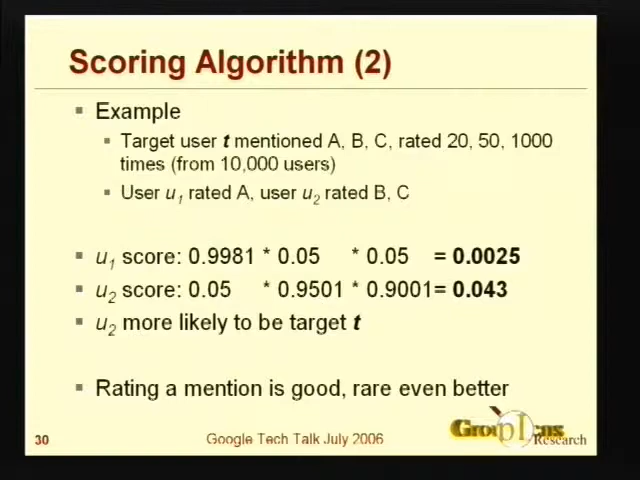 Scoring Algorithm (2)
Example
Target user t mentioned A, B, C, rated 20, 50, 1000
times (from 10,000 users)
User u1 rated A, user u2 rated B, C
u1 score: 0.9981 * 0.05 * 0.05 = 0.0025
u2 score: 0.05 * 0.9501 * 0.9001= 0.043
u2 more likely to be target t
Rating a mention is good, rare even better
30
Google Tech Talk July 2006
GroupLens
Research